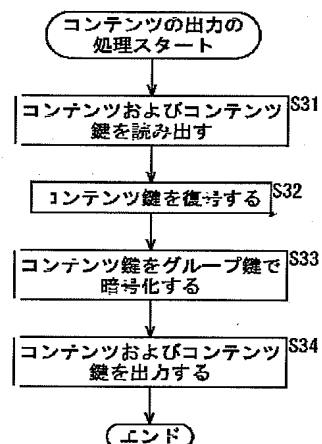 コンテンツの出力の
処理スタート
コンテンツおよびコンテンツ
鍵を読み出す
S31
コンテンツ鍵を復号する
S32
コンテンツ鍵をグループ鍵で
暗号化する
S33
コンテンツおよびコンテンツ
鍵を出力する
S34
エンド